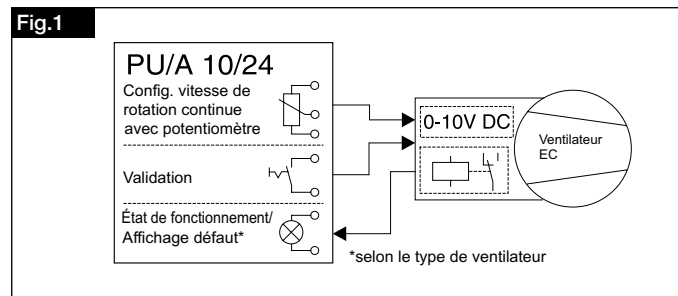 Fig.1
PU/A 10/24
Config. vitesse de
rotation continue
avec potentiomètre
Validation
État de fonctionnement/
Affichage défaut*
0-10V DC
Ventilateur
EC
*selon le type de ventilateur